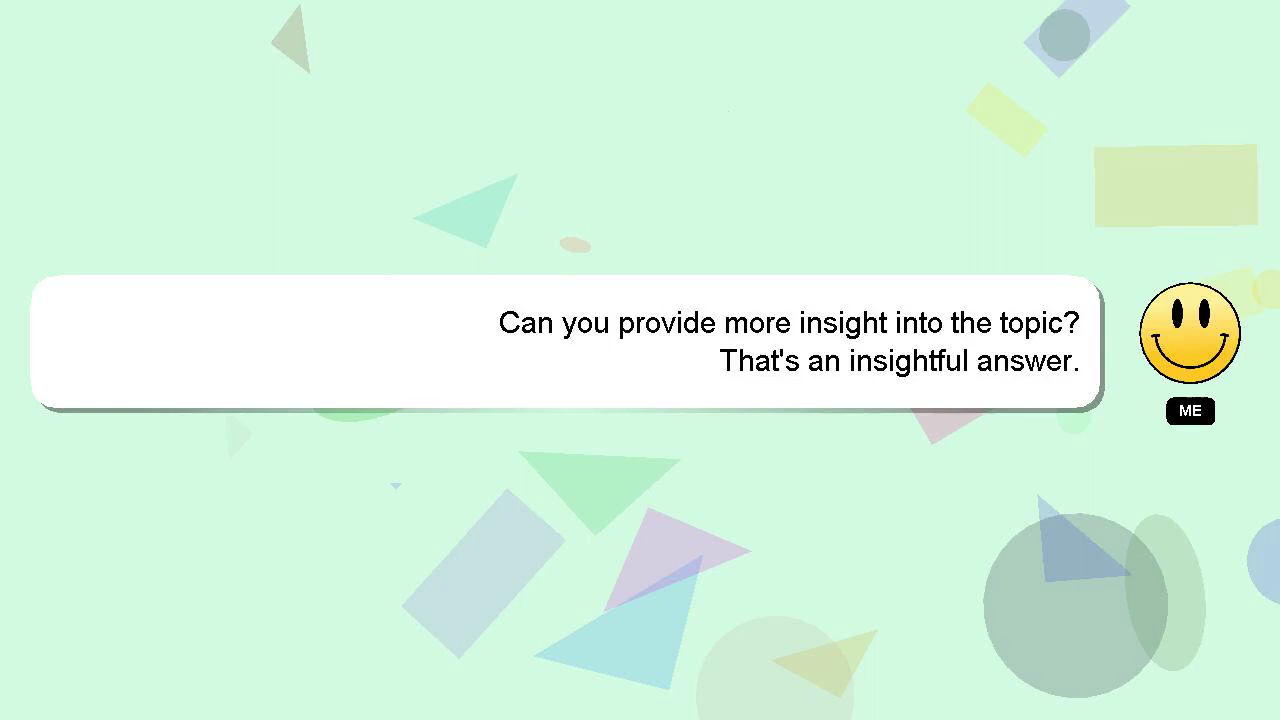 Can you provide more insight into the topic?
That's an insightful answer.
ME